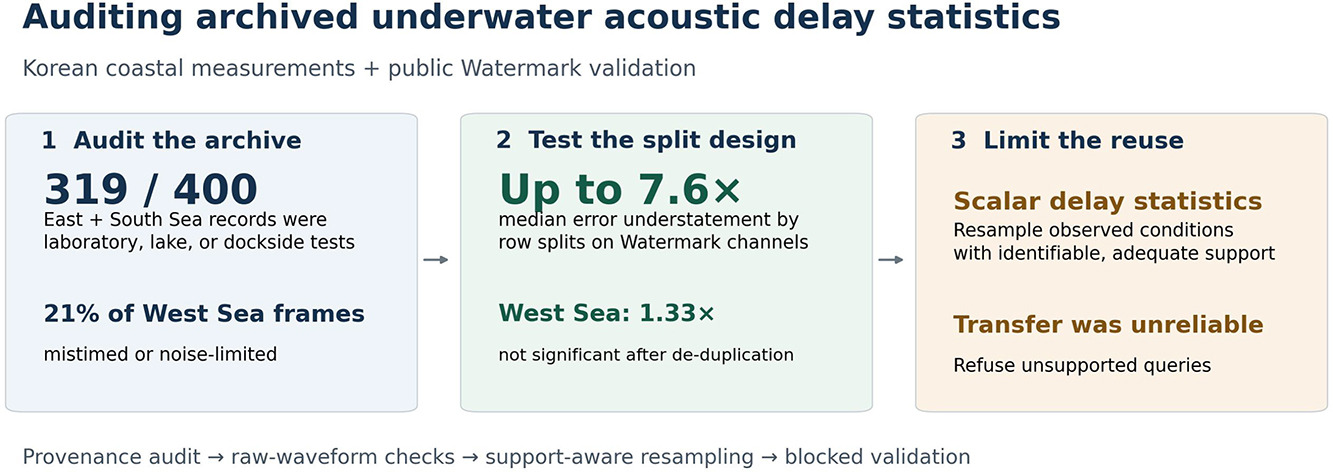 Auditing archived underwater acoustic delay statistics
Korean coastal measurements + public Watermark validation
1 Audit the archive
319 / 400
East + South Sea records were
laboratory, lake, or dockside tests
21% of West Sea frames
mistimed or noise-limited
2 Test the split design
Up to 7.6×
median error understatement by
row splits on Watermark channels
West Sea: 1.33×
not significant after de-duplication
3 Limit the reuse
Scalar delay statistics
Resample observed conditions
with identifiable, adequate support
Transfer was unreliable
Refuse unsupported queries
Provenance audit → raw-waveform checks → support-aware resampling → blocked validation